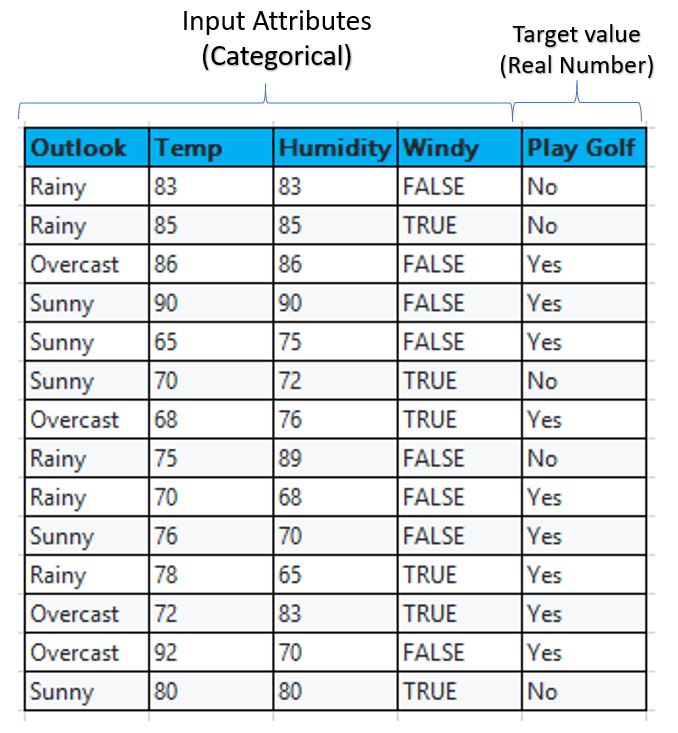 Input Attributes
(Categorical)
Target value
(Real Number)
Outlook Temp Humidity Windy Play Golf
Rainy 83 83 FALSE No
Rainy 85 85 TRUE No
Overcast 86 86 FALSE Yes
Sunny 90 90 FALSE Yes
Sunny 65 75 FALSE Yes
Sunny 70 72 TRUE No
Overcast 68 76 TRUE Yes
Rainy 75 89 FALSE No
Rainy 70 68 FALSE Yes
Sunny 76 70 FALSE Yes
Rainy 78 65 TRUE Yes
Overcast 72 83 TRUE Yes
Overcast 92 70 FALSE Yes
Sunny 80 80 TRUE No